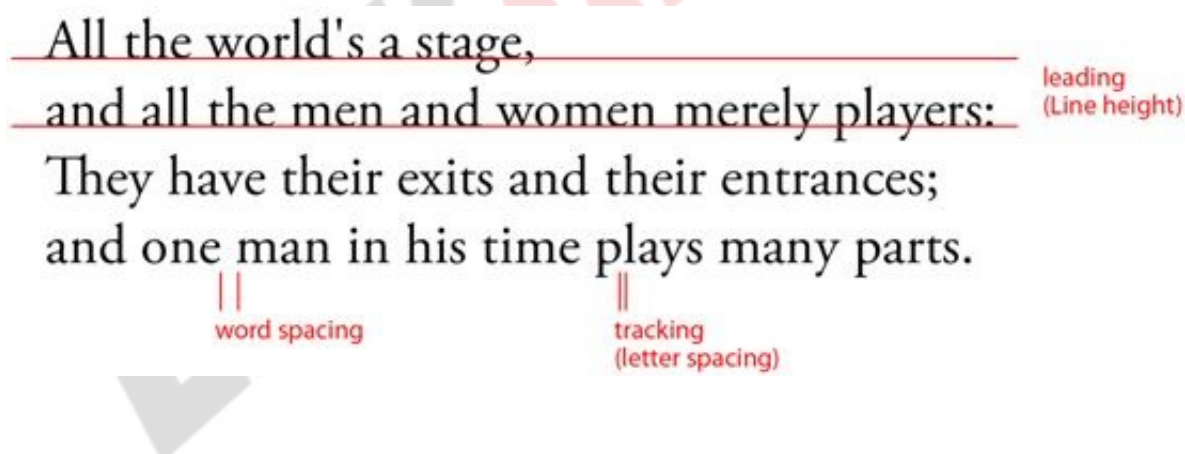 All the world's a stage,
leading
and all the men and women merely players:
(Line height)
They have their exits and their entrances;
and one man in his time plays many parts.
word spacing
tracking
(letter spacing)